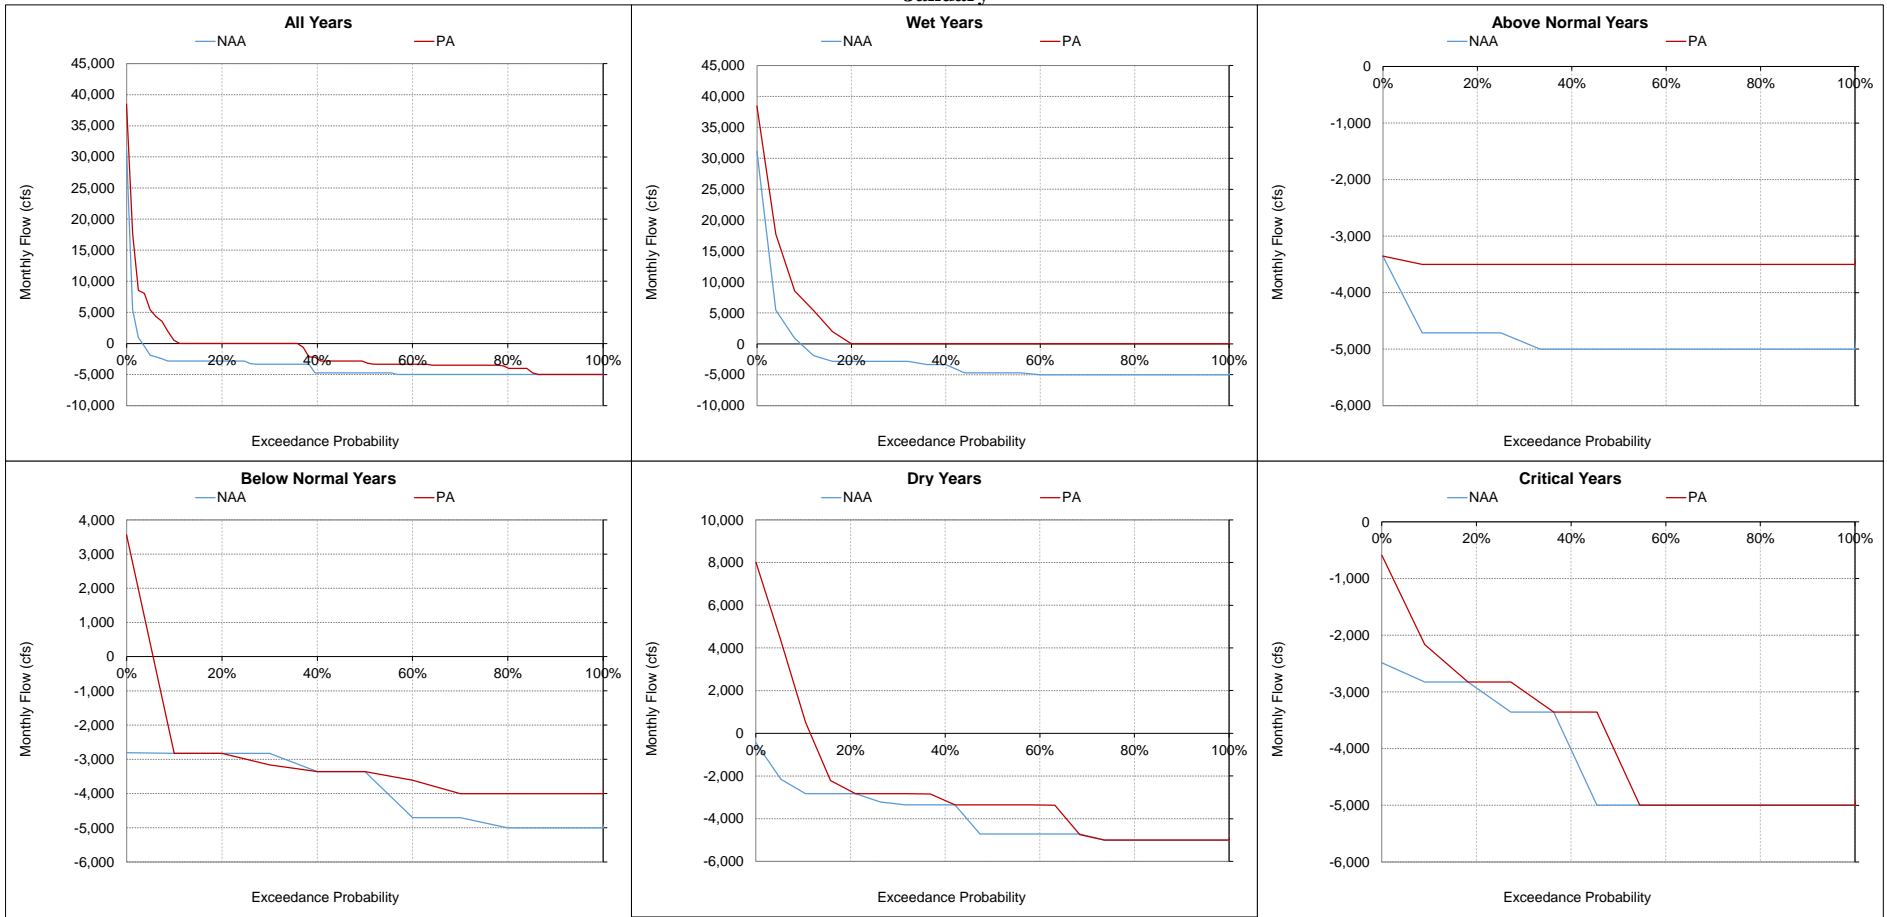 All Years
NAA PA
45,000
40,000
35,000
30,000
25,000
20,000
15,000
10,000
5,000
0
-5,000
-10,000
0% 20% 40% 60% 80% 100%
Monthly Flow (cfs)
Exceedance Probability
Wet Years
NAA PA
45,000
40,000
35,000
30,000
25,000
20,000
15,000
10,000
5,000
0
-5,000
-10,000
0% 20% 40% 60% 80% 100%
Monthly Flow (cfs)
Exceedance Probability
Above Normal Years
NAA PA
0
-1,000
-2,000
-3,000
-4,000
-5,000
-6,000
0% 20% 40% 60% 80% 100%
Monthly Flow (cfs)
Exceedance Probability
Below Normal Years
NAA PA
4,000
3,000
2,000
1,000
0
-1,000
-2,000
-3,000
-4,000
-5,000
-6,000
0% 20% 40% 60% 80% 100%
Monthly Flow (cfs)
Exceedance Probability
Dry Years
NAA PA
10,000
8,000
6,000
4,000
2,000
0
-2,000
-4,000
-6,000
0% 20% 40% 60% 80% 100%
Monthly Flow (cfs)
Exceedance Probability
Critical Years
NAA PA
0
-1,000
-2,000
-3,000
-4,000
-5,000
-6,000
0% 20% 40% 60% 80% 100%
Monthly Flow (cfs)
Exceedance Probability